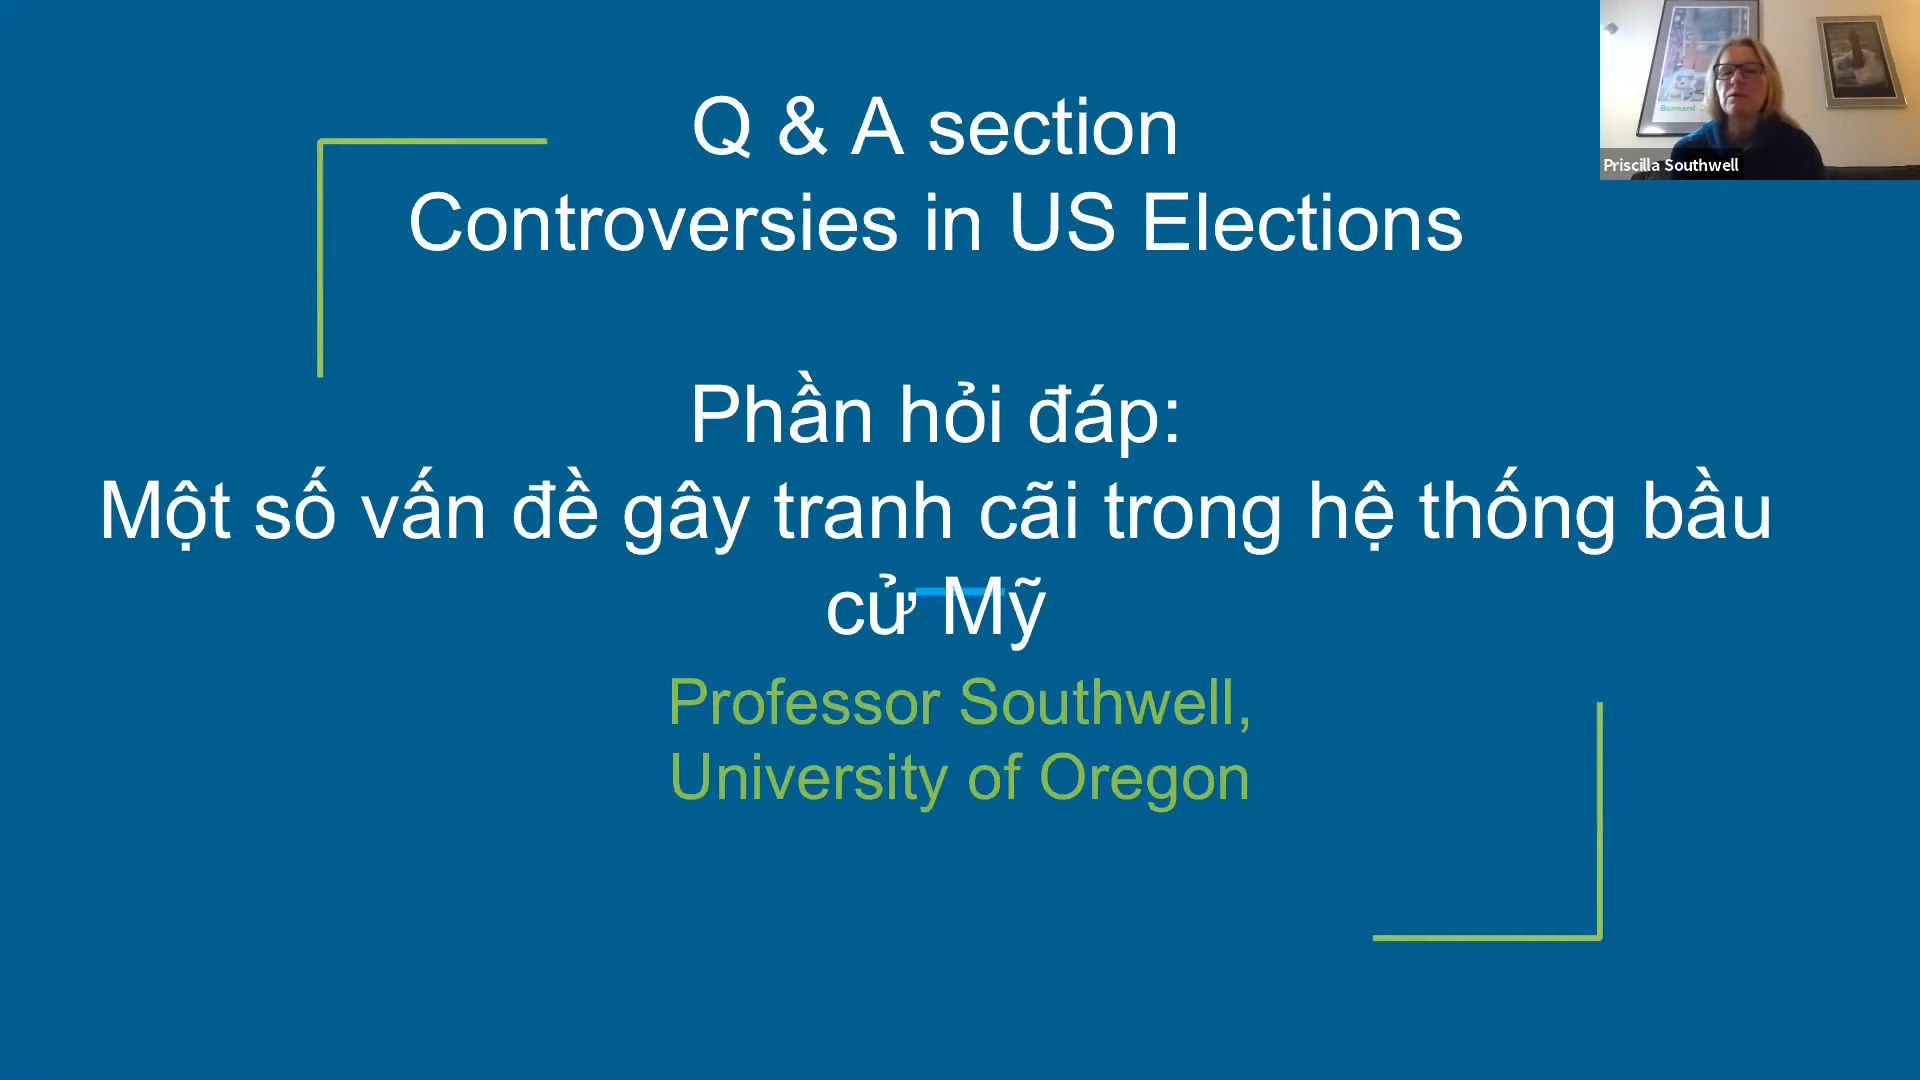 Q & A section
Controversies in US Elections
Phần hỏi đáp:
Một số vấn đề gây tranh cãi trong hệ thống bầu
cử Mỹ
Professor Southwell,
University of Oregon
Bonnard
Priscilla Southwell